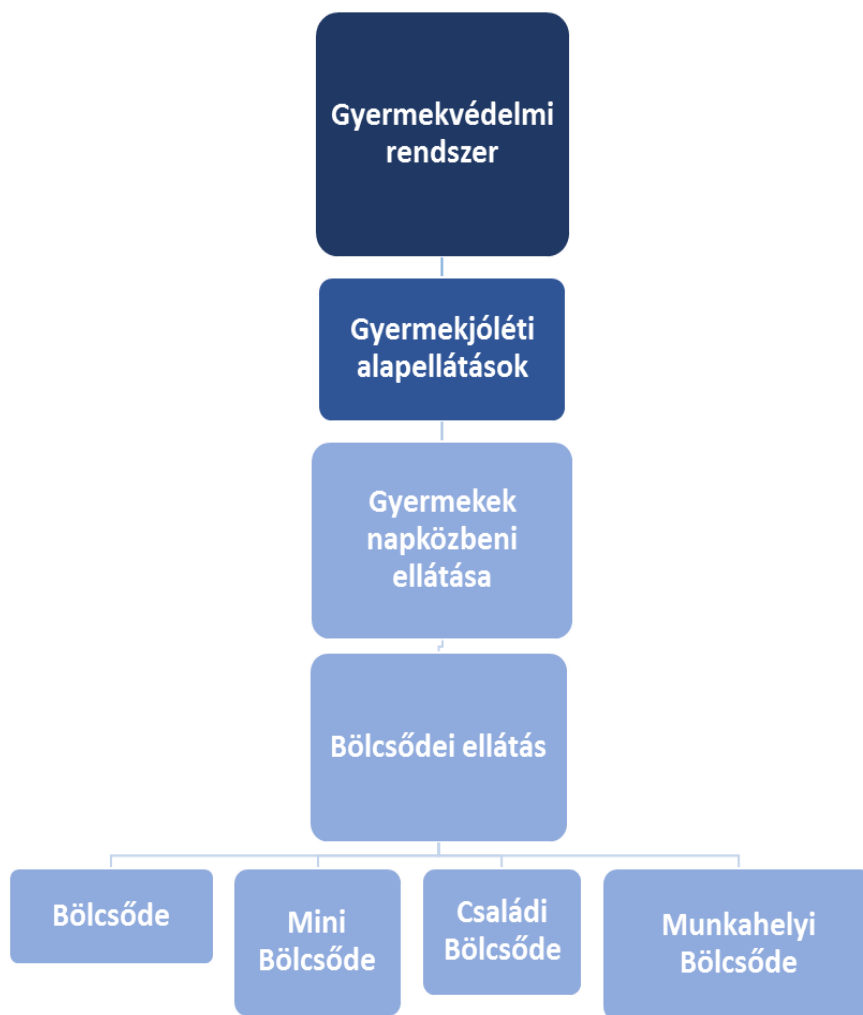 Gyermekvédelmi
rendszer
Gyermekjóléti
alapellátások
Gyermekek
napközbeni
ellátása
Bölcsődei ellátás
Bölcsőde
Mini
Bölcsőde
Családi
Bölcsőde
Munkahelyi
Bölcsőde